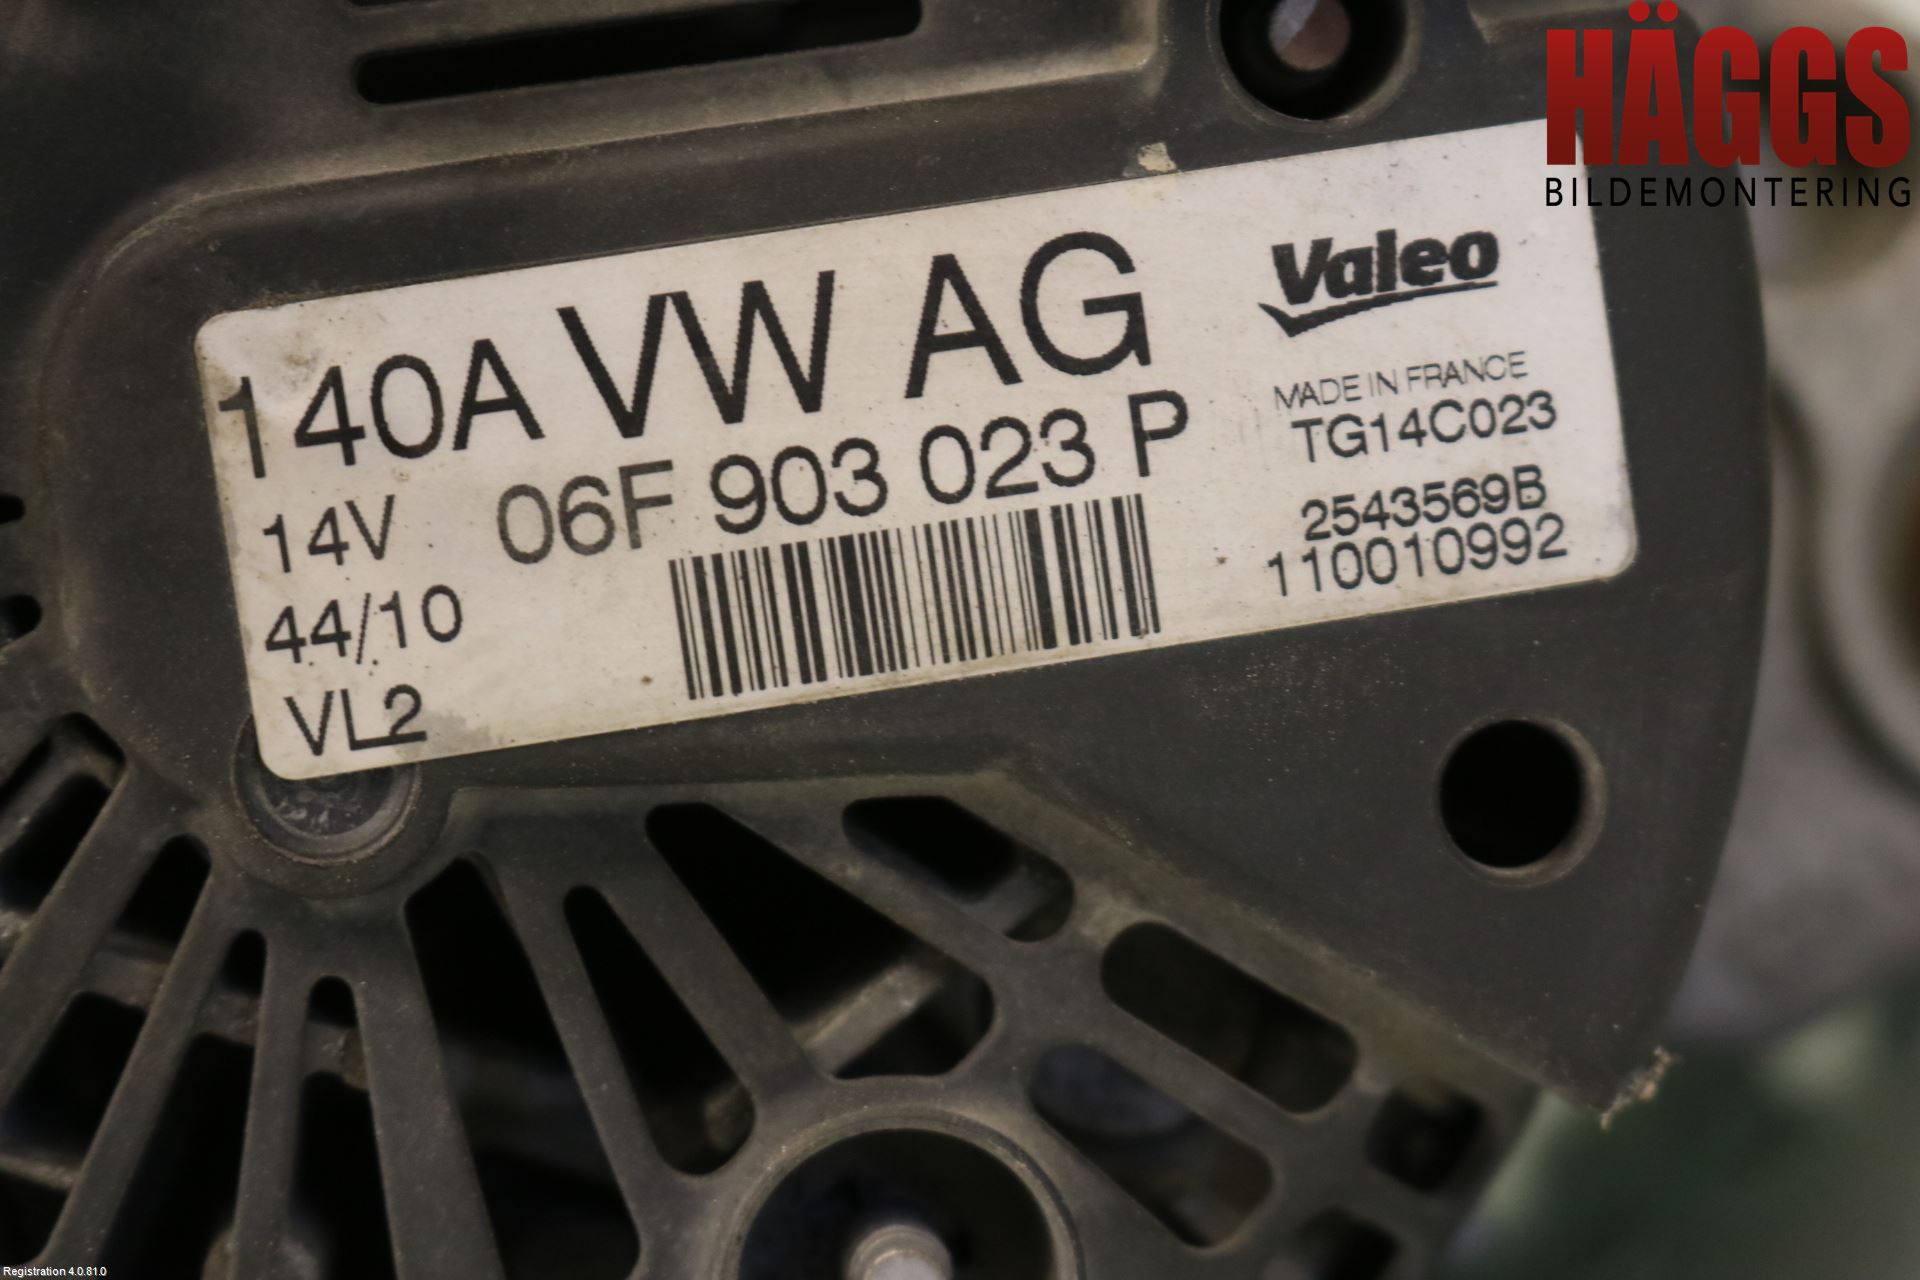 HÄGGS
BILDEMONTERING
140A VW AG
06F 903 023 P
14V
44/10
VL2
Valeo
MADE IN FRANCE
TG14C023
2543569B
110010992
Registration 4.0.81.0